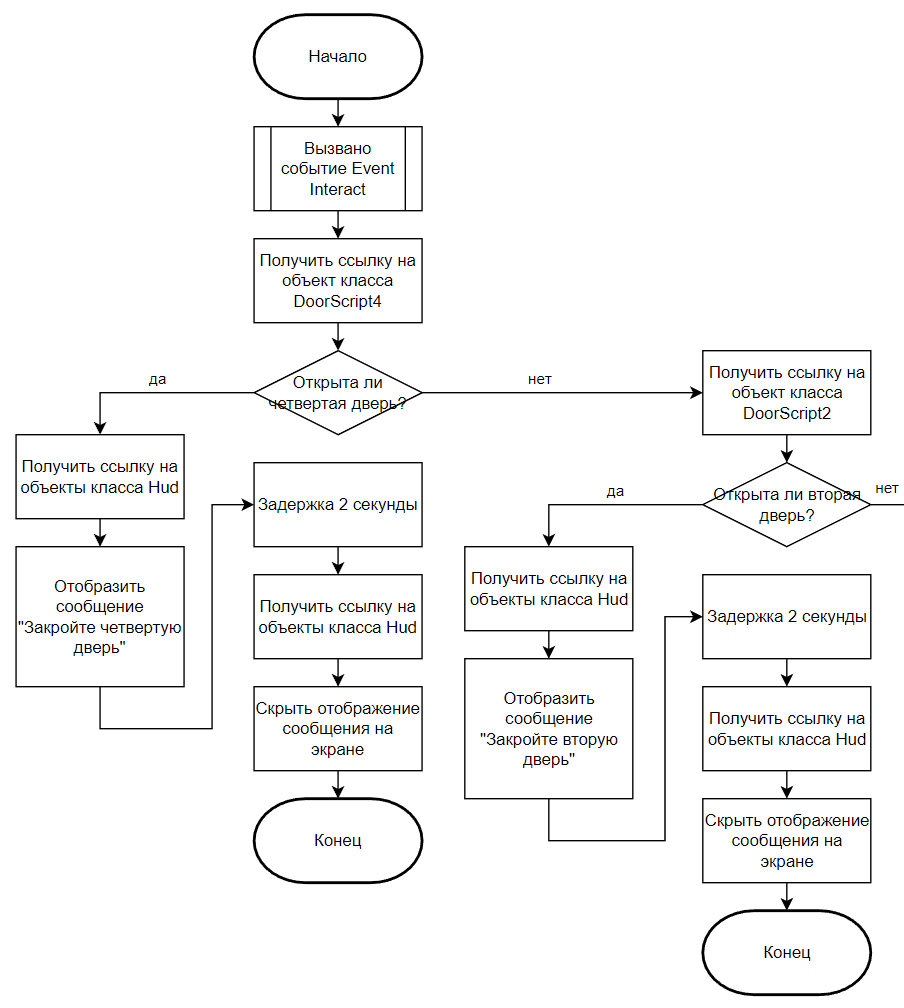 Начало
Вызвано
событие Event
Interact
Получить ссылку на
объект класса
DoorScript4
Открыта ли
четвертая дверь?
да
нет
Получить ссылку на
объекты класса Hud
Отобразить
сообщение
"Закройте четвертую
дверь"
Задержка 2 секунды
Получить ссылку на
объекты класса Hud
Скрыть отображение
сообщения на
экране
Конец
Получить ссылку на
объект класса
DoorScript2
Открыта ли вторая
дверь?
да
нет
Получить ссылку на
объекты класса Hud
Отобразить
сообщение
"Закройте вторую
дверь"
Задержка 2 секунды
Получить ссылку на
объекты класса Hud
Скрыть отображение
сообщения на
экране
Конец